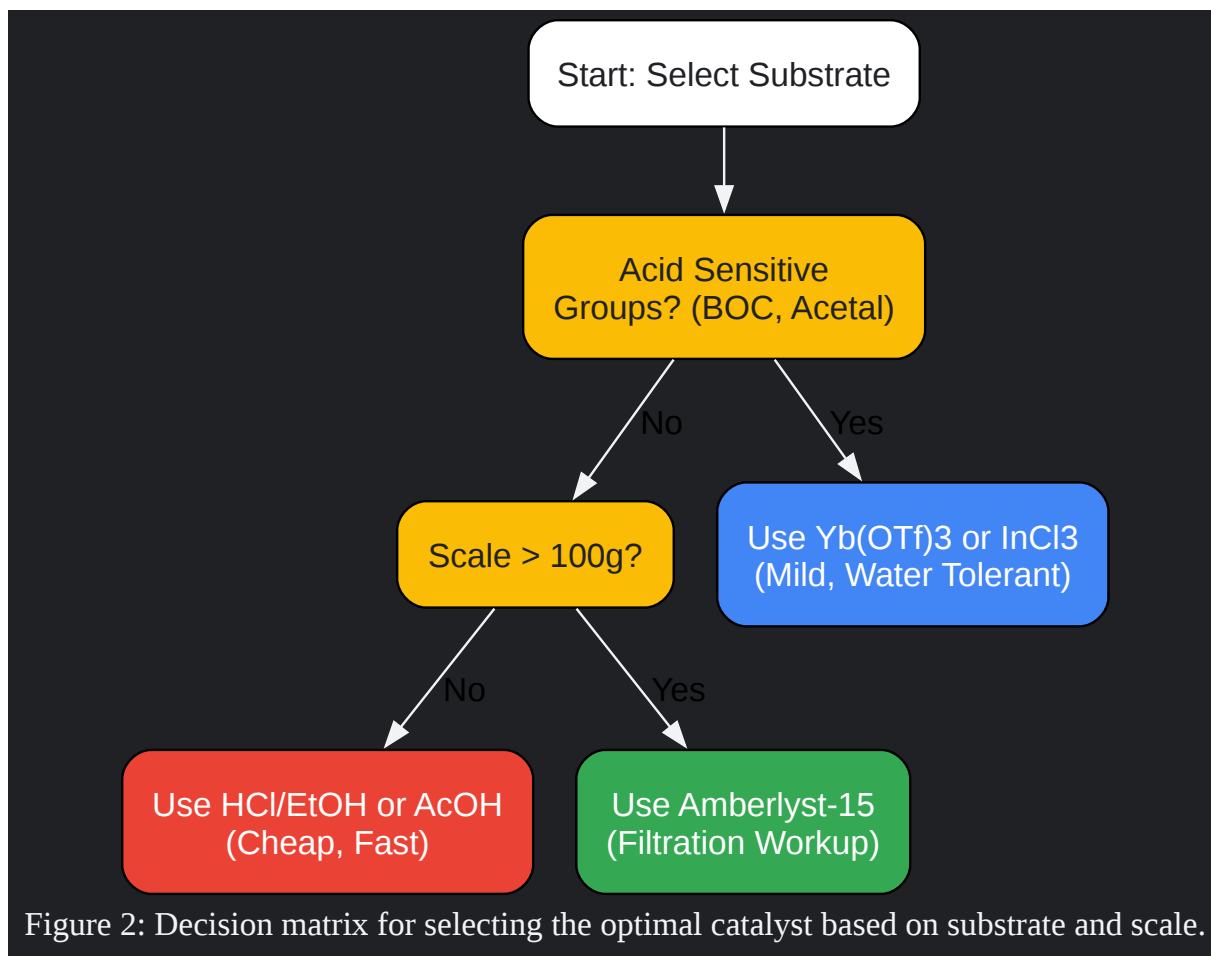 Start: Select Substrate
Acid Sensitive
Groups? (BOC, Acetal)
No
Yes
Scale > 100g?
Use Yb(OTf)3 or InCl3
(Mild, Water Tolerant)
No
Yes
Use HCl/EtOH or AcOH
(Cheap, Fast)
Use Amberlyst-15
(Filtration Workup)
Figure 2: Decision matrix for selecting the optimal catalyst based on substrate and scale.